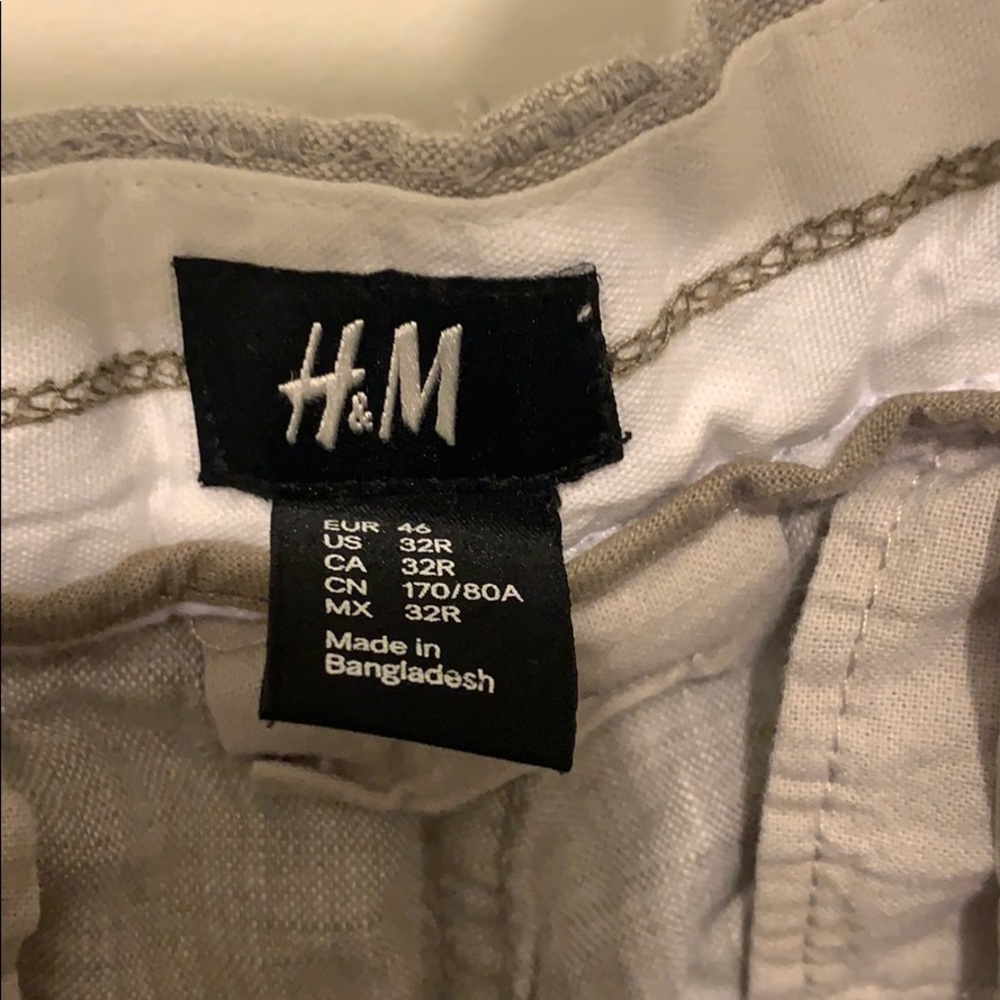 H&M
EUR 46
US 32R
CA 32R
CN 170/80A
MX 32R
Made in
Bangladesh